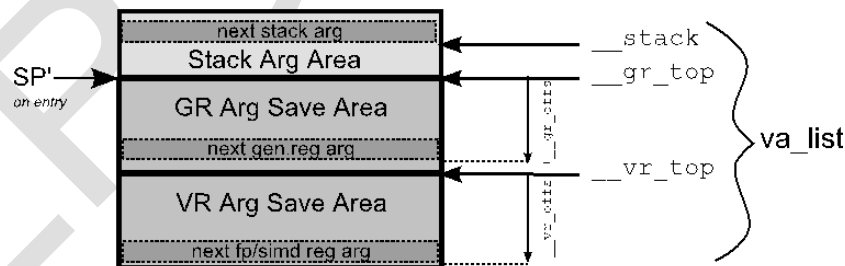 next stack arg
__stack
Stack Arg Area
SP'
__gr_top
on entry
GR Arg Save Area
__gr_offs
next gen.reg arg
va_list
__vr_top
VR Arg Save Area
__vr_offs
next fp/simd reg arg